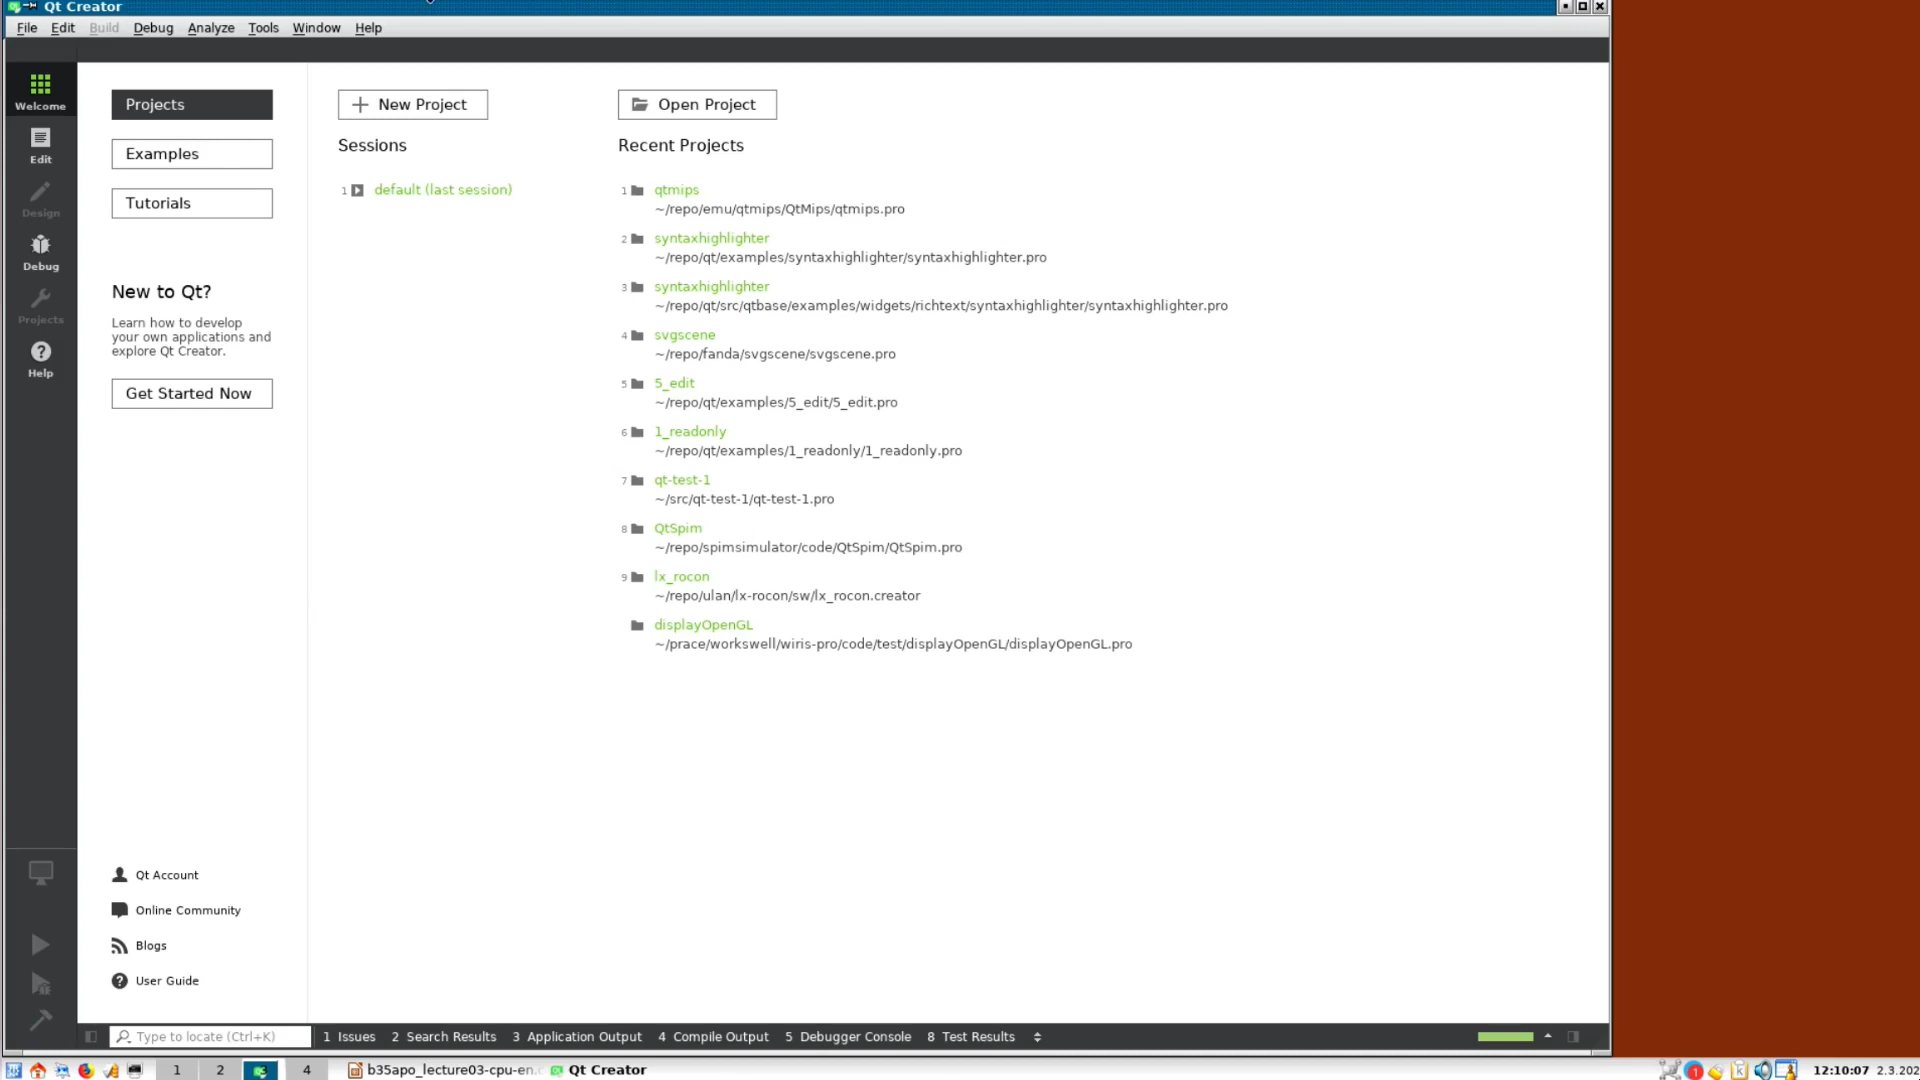 Qt Creator
File Edit Build Debug Analyze Tools Window Help
Welcome
Edit
Design
Debug
Projects
Help
Projects
Examples
Tutorials
New to Qt?
Learn how to develop
your own applications and
explore Qt Creator.
Get Started Now
Qt Account
Online Community
Blogs
User Guide
New Project
Sessions
1 default (last session)
Open Project
Recent Projects
1 qtmips
~/repo/emu/qtmips/QtMips/qtmips.pro
2 syntaxhighlighter
~/repo/qt/examples/syntaxhighlighter/syntaxhighlighter.pro
3 syntaxhighlighter
~/repo/qt/src/qtbase/examples/widgets/richtext/syntaxhighlighter/syntaxhighlighter.pro
4 svgscene
~/repo/fanda/svgscene/svgscene.pro
5 5_edit
~/repo/qt/examples/5_edit/5_edit.pro
6 1_readonly
~/repo/qt/examples/1_readonly/1_readonly.pro
7 qt-test-1
~/src/qt-test-1/qt-test-1.pro
8 QtSpim
~/repo/spimsimulator/code/QtSpim/QtSpim.pro
9 lx_rocon
~/repo/ulan/lx-rocon/sw/lx_rocon.creator
displayOpenGL
~/prace/workswell/wiris-pro/code/test/displayOpenGL/displayOpenGL.pro
Type to locate (Ctrl+K) 1 Issues 2 Search Results 3 Application Output 4 Compile Output 5 Debugger Console 8 Test Results
1 2 3 4 b35apo_lecture03-cpu-en. Qt Creator 1 12:10:07 2.3.202